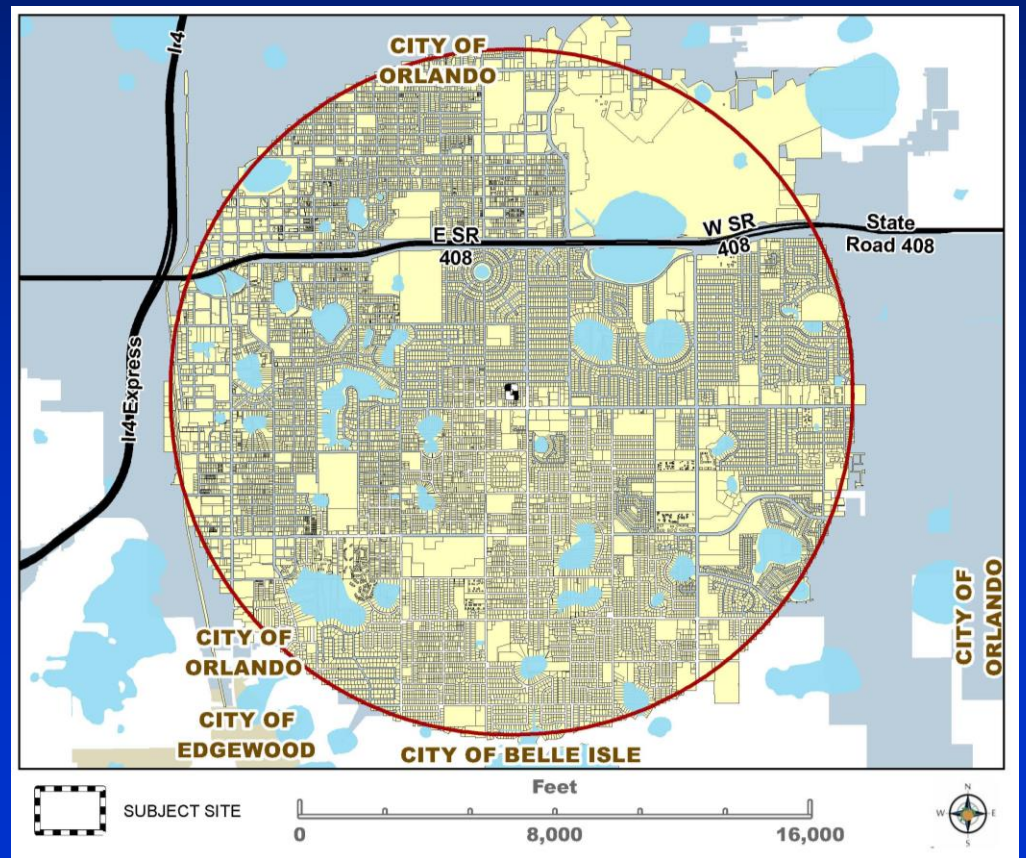 CITY OF
ORLANDO
Ir4
E SR
408
W SR
408
State
Road 408
I-4 Express
CITY OF
ORLANDO
CITY OF
ORLANDO
CITY OF
EDGEWOOD
CITY OF BELLE ISLE
SUBJECT SITE
Feet
0
8,000
16,000
N
W
E
S